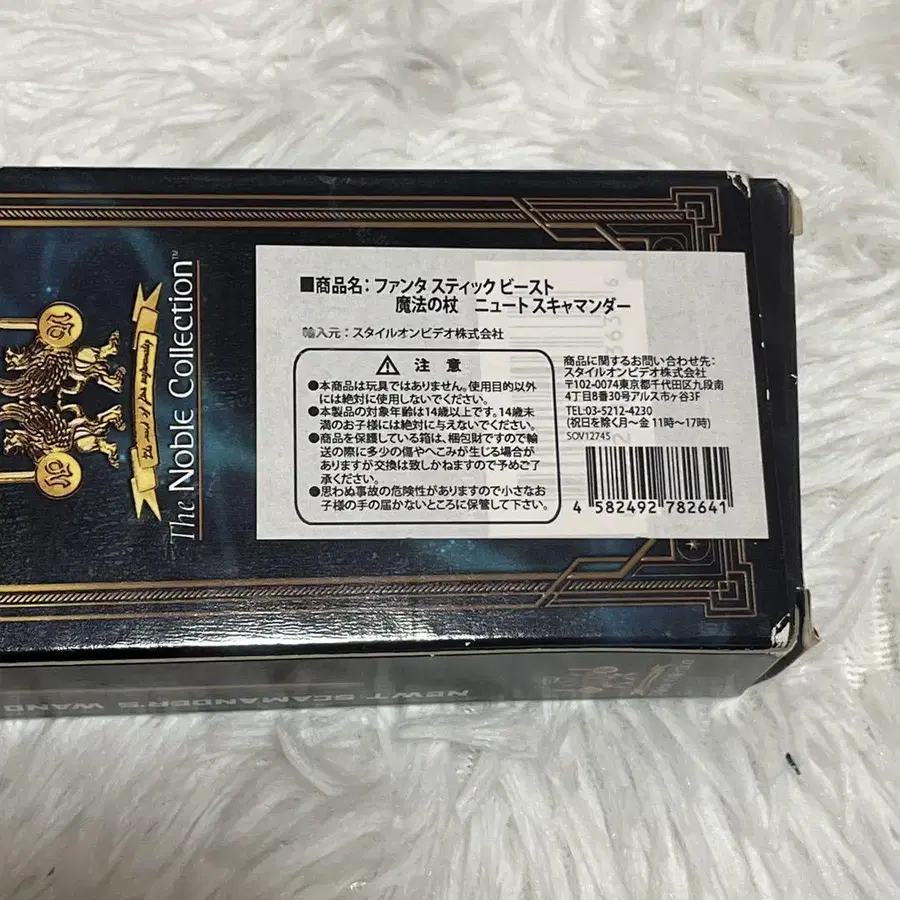 ■商品名：ファンタ スティック ビースト
魔法の杖　ニュート スキャマンダー
輸入元：スタイルオンビデオ株式会社
⚠ 注 意
●本商品は玩具ではありません。使用目的以外
には絶対に使用しないでください。
●本製品の対象年齢は14歳以上です。14歳未
満のお子様には絶対に与えないでください。
●商品を保護している箱は、梱包財ですので輸
送の際に多少の傷やへこみが生じる場合が
ありますが交換は致しかねますので予めご了
承ください。
●思わぬ事故の危険性がありますので小さなお
子様の手の届かないところに保管して下さい。
商品に関するお問い合わせ先：
スタイルオンビデオ株式会社
〒102-0074東京都千代田区九段南
4丁目8番30号アルス市ヶ谷3F
TEL:03-5212-4230
(祝日を除く月～金 11時～17時)
SOV12745
4 582492 782641
The Noble Collection™
NEWT SCAMANDER'S WAND